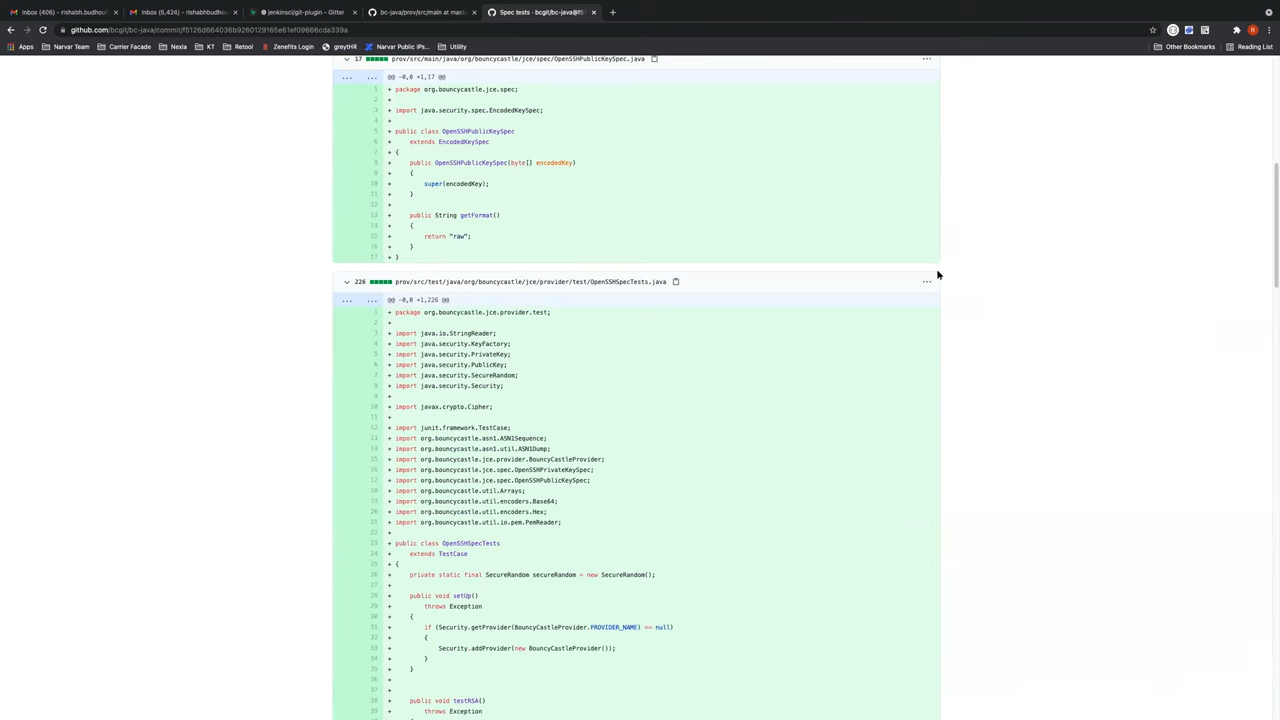 Inbox (406) - rishabh.budhoul
Inbox (5,424) - rishabhbudho
jenkinsci/git-plugin - Gitter
bc-java/prov/src/main at mast
Spec tests · bcgit/bc-java@f5
github.com/bcgit/bc-java/commit/f5126d664036b9260129165e61ef09666cda339a
Apps
Narvar Team
Carrier Facade
Nexla
KT
Retool
Zenefits Login
greytHR
Narvar Public IPs...
Utility
Other Bookmarks
Reading List
17 prov/src/main/java/org/bouncycastle/jce/spec/OpenSSHPublicKeySpec.java
... ... @@ -0,0 +1,17 @@
1 + package org.bouncycastle.jce.spec;
2 +
3 + import java.security.spec.EncodedKeySpec;
4 +
5 + public class OpenSSHPublicKeySpec
6 + extends EncodedKeySpec
7 + {
8 + public OpenSSHPublicKeySpec(byte[] encodedKey)
9 + {
10 + super(encodedKey);
11 + }
12 +
13 + public String getFormat()
14 + {
15 + return "raw";
16 + }
17 + }
226 prov/src/test/java/org/bouncycastle/jce/provider/test/OpenSSHSpecTests.java
... ... @@ -0,0 +1,226 @@
1 + package org.bouncycastle.jce.provider.test;
2 +
3 + import java.io.StringReader;
4 + import java.security.KeyFactory;
5 + import java.security.PrivateKey;
6 + import java.security.PublicKey;
7 + import java.security.SecureRandom;
8 + import java.security.Security;
9 +
10 + import javax.crypto.Cipher;
11 +
12 + import junit.framework.TestCase;
13 + import org.bouncycastle.asn1.ASN1Sequence;
14 + import org.bouncycastle.asn1.util.ASN1Dump;
15 + import org.bouncycastle.jce.provider.BouncyCastleProvider;
16 + import org.bouncycastle.jce.spec.OpenSSHPrivateKeySpec;
17 + import org.bouncycastle.jce.spec.OpenSSHPublicKeySpec;
18 + import org.bouncycastle.util.Arrays;
19 + import org.bouncycastle.util.encoders.Base64;
20 + import org.bouncycastle.util.encoders.Hex;
21 + import org.bouncycastle.util.io.pem.PemReader;
22 +
23 + public class OpenSSHSpecTests
24 + extends TestCase
25 + {
26 + private static final SecureRandom secureRandom = new SecureRandom();
27 +
28 + public void setUp()
29 + throws Exception
30 + {
31 + if (Security.getProvider(BouncyCastleProvider.PROVIDER_NAME) == null)
32 + {
33 + Security.addProvider(new BouncyCastleProvider());
34 + }
35 + }
36 +
37 +
38 + public void testRSA()
39 + throws Exception